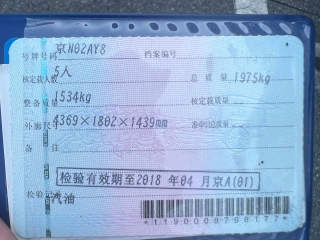 号牌号码 京N02AY8 档案编号
核定载人数 5人 总质量 1975kg
整备质量 1534kg 核定载质量
外廓尺寸 4369×1802×1439mm 准牵引总质量
备注
检验有效期至2018年04月京A(01)
检验记录
汽油
*1190008798177*